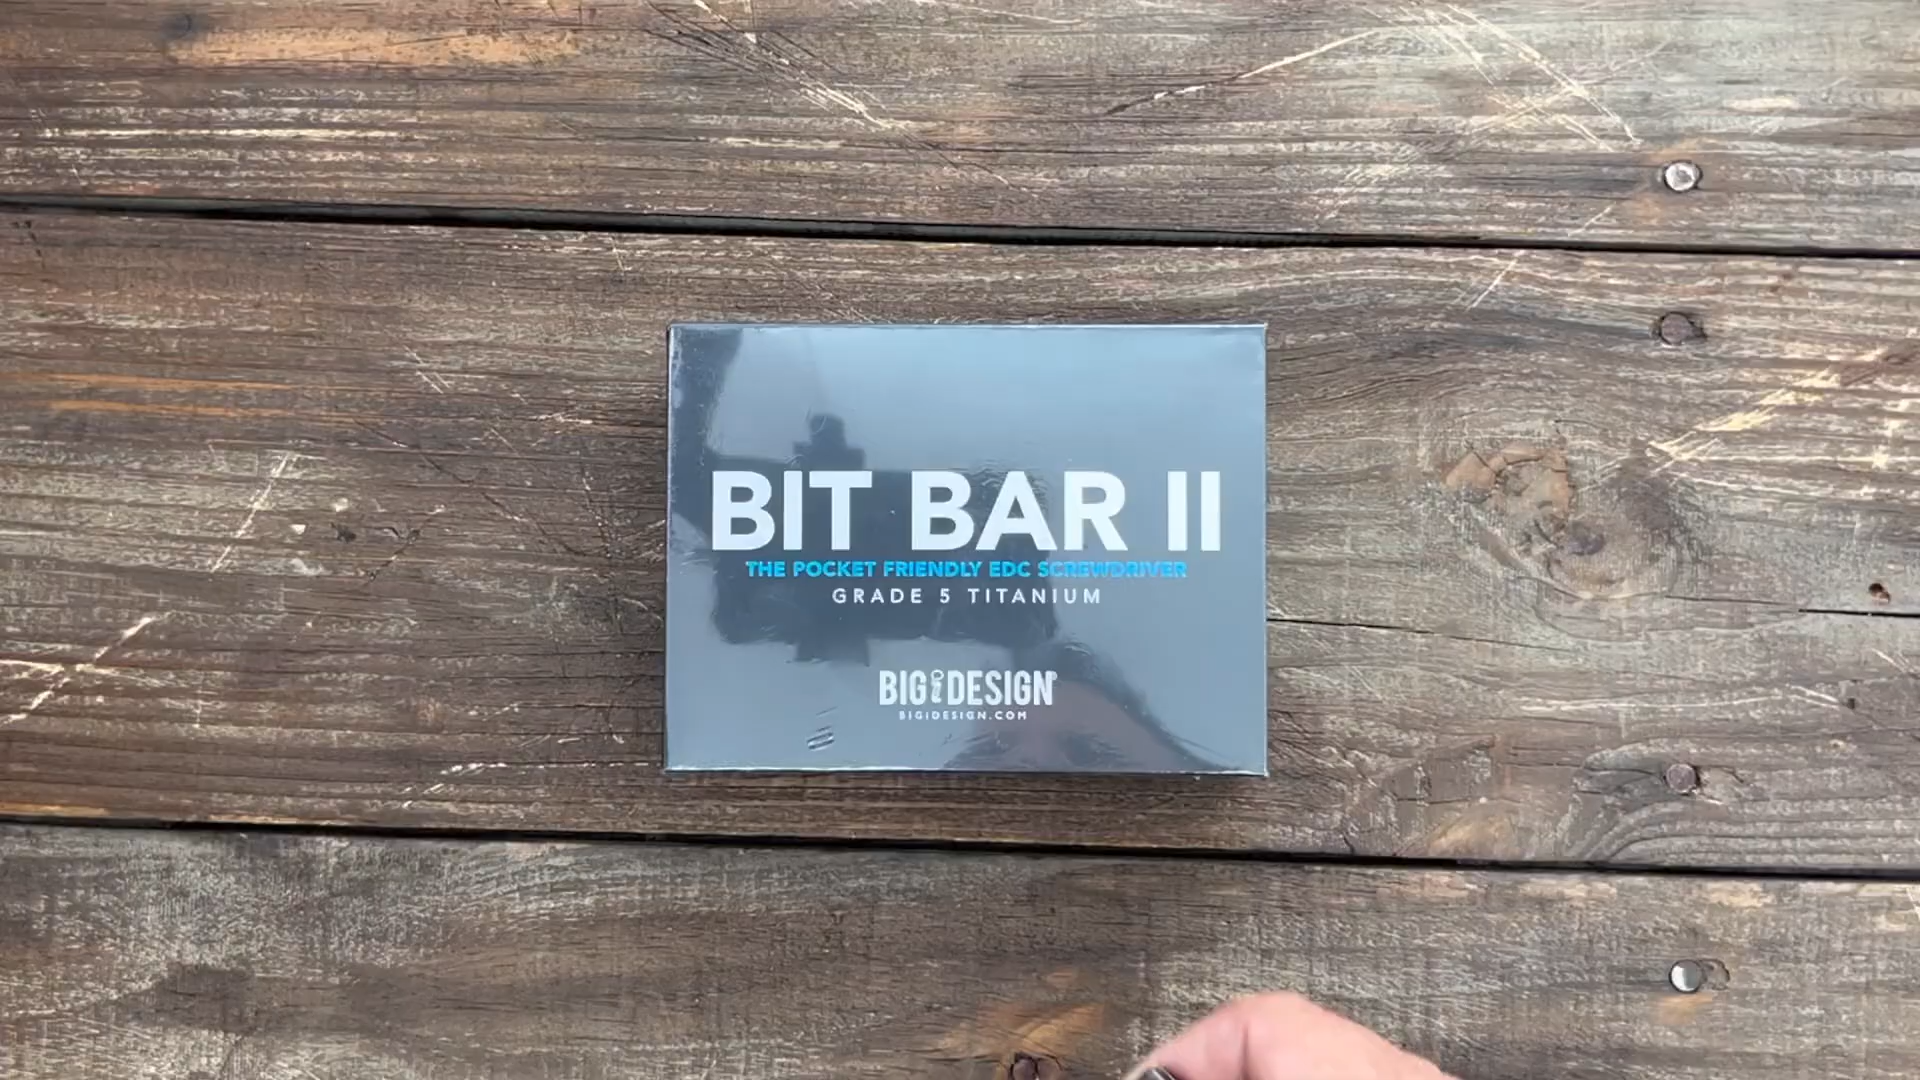 BIT BAR II
THE POCKET FRIENDLY EDC SCREWDRIVER
GRADE 5 TITANIUM
BIGiDESIGN®
BIGIDESIGN.COM